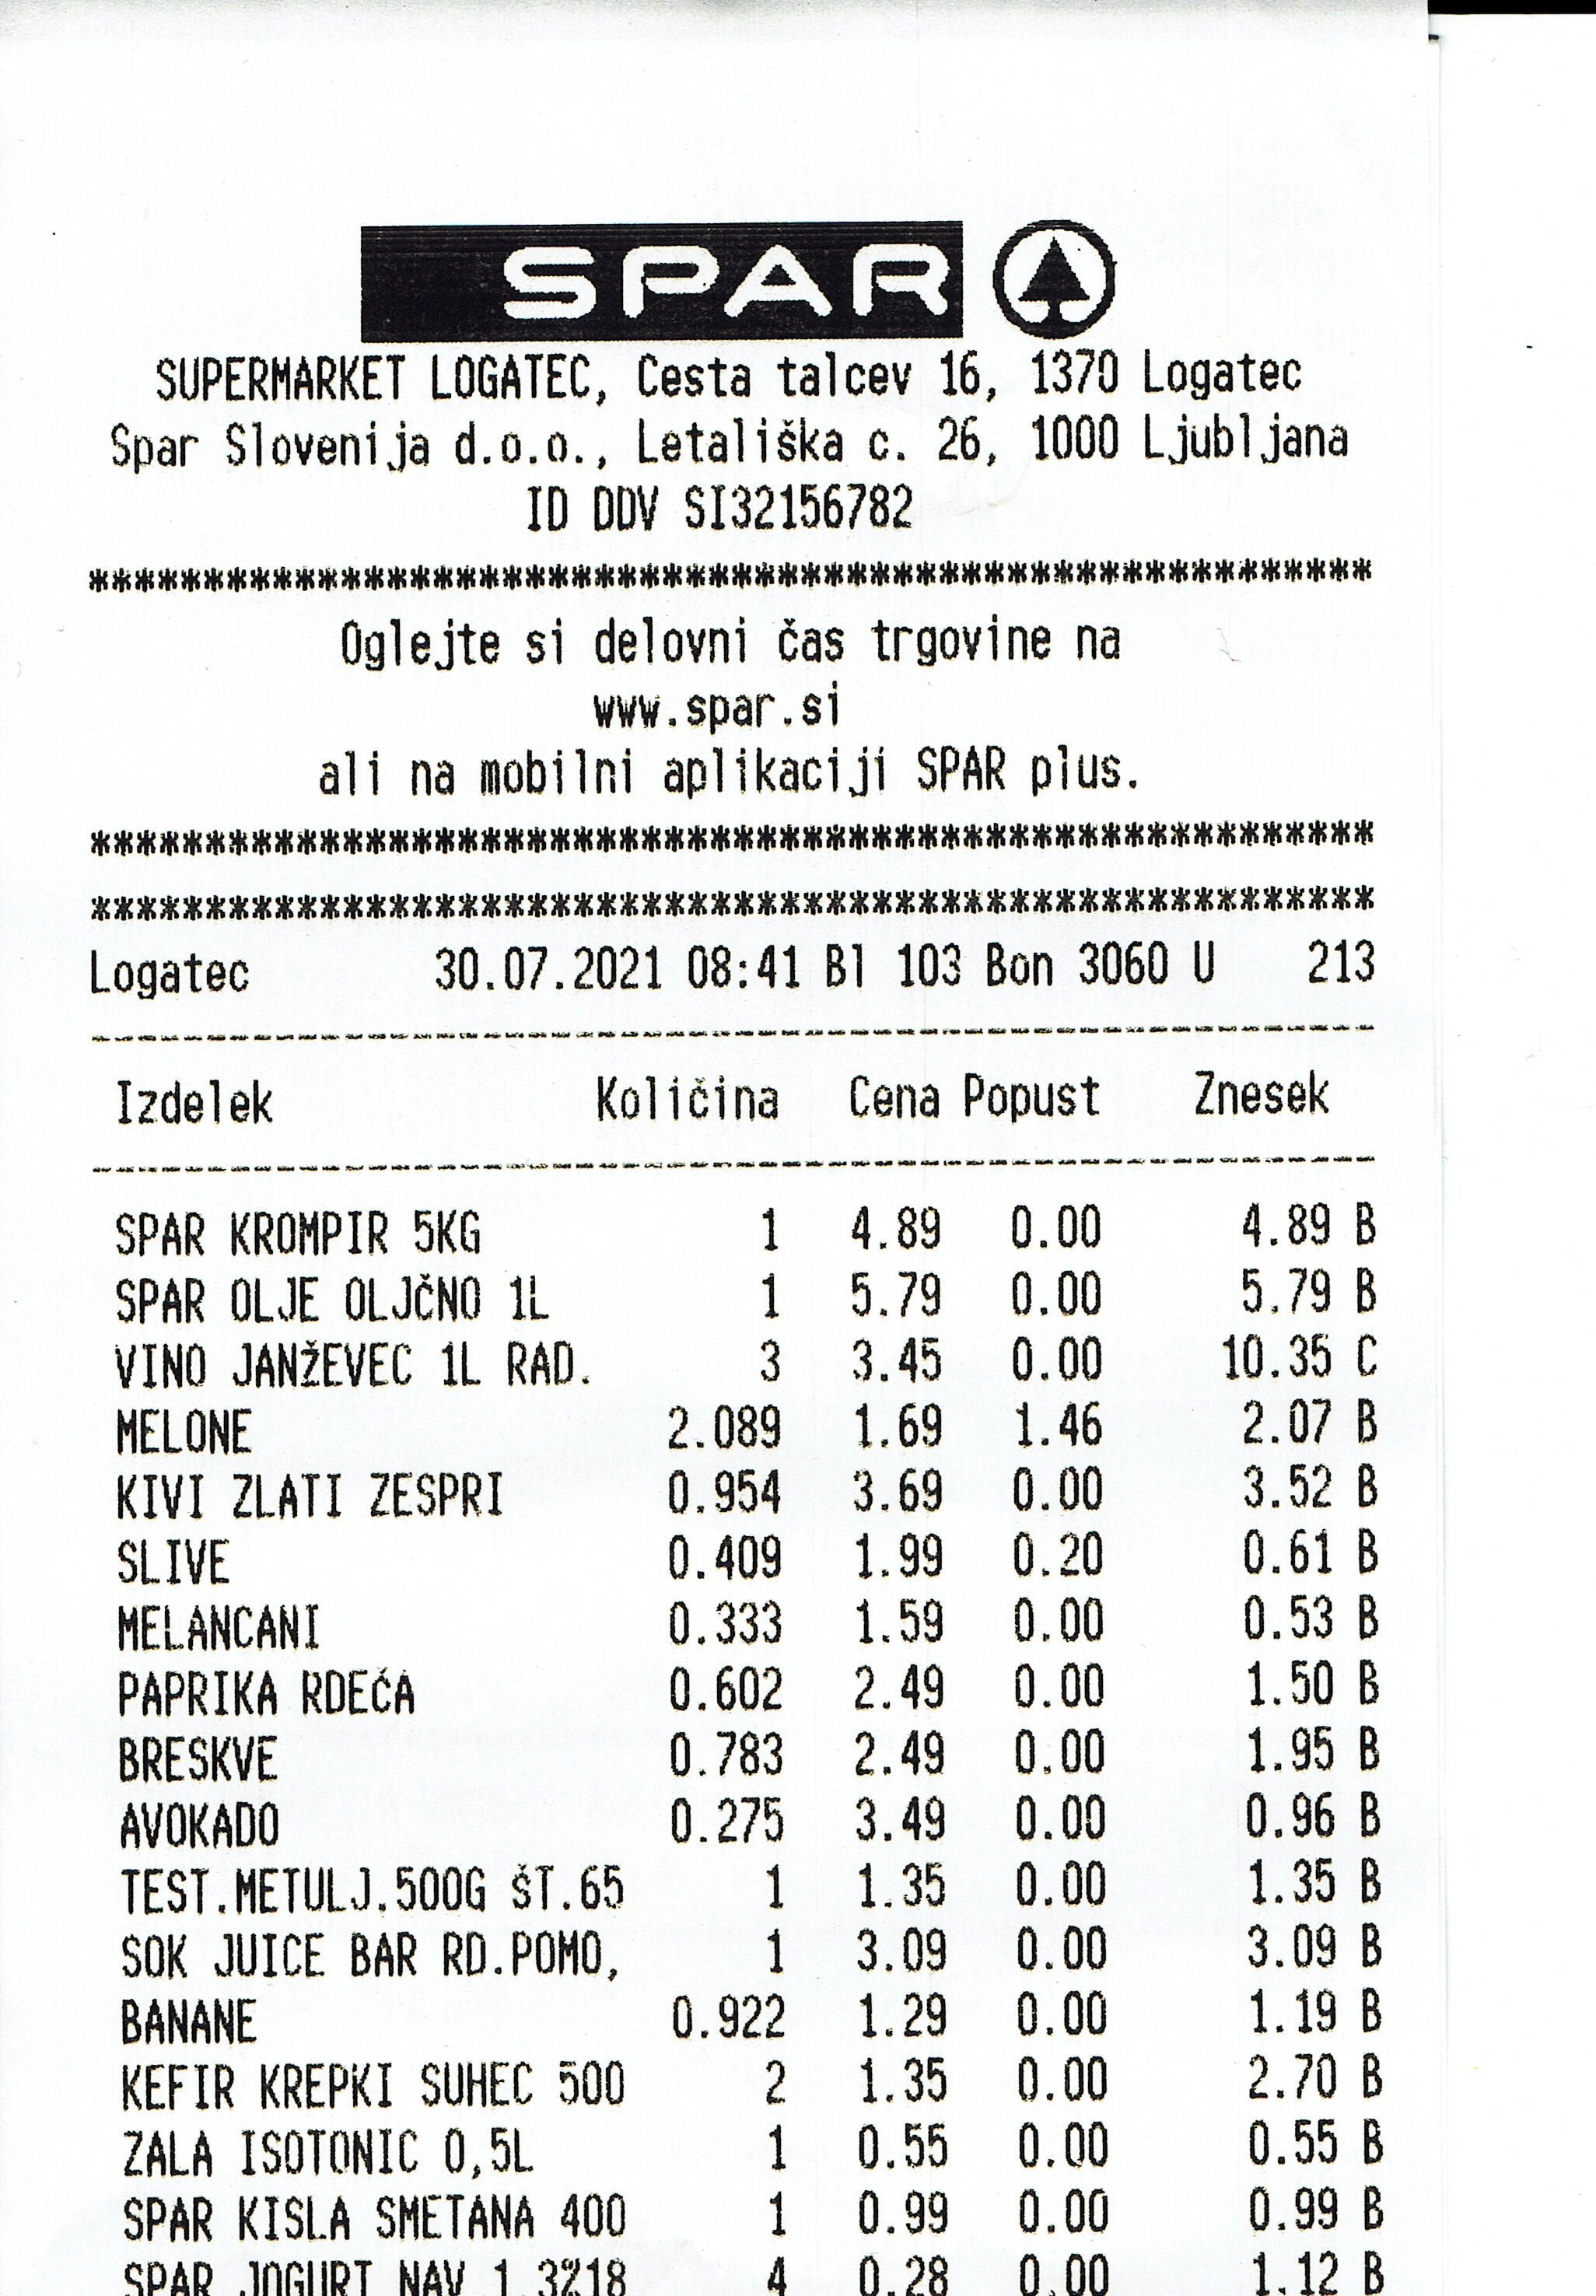 SPAR
SUPERMARKET LOGATEC, Cesta talcev 16, 1370 Logatec
Spar Slovenija d.o.o., Letališka c. 26, 1000 Ljubljana
ID DDV SI32156782
********************************************************
Oglejte si delovni čas trgovine na
www.spar.si
ali na mobilni aplikaciji SPAR plus.
********************************************************
********************************************************
Logatec 30.07.2021 08:41 Bl 103 Bon 3060 U 213
--------------------------------------------------------
Izdelek Količina Cena Popust Znesek
--------------------------------------------------------
SPAR KROMPIR 5KG 1 4.89 0.00 4.89 B
SPAR OLJE OLJČNO 1L 1 5.79 0.00 5.79 B
VINO JANŽEVEC 1L RAD. 3 3.45 0.00 10.35 C
MELONE 2.089 1.69 1.46 2.07 B
KIVI ZLATI ZESPRI 0.954 3.69 0.00 3.52 B
SLIVE 0.409 1.99 0.20 0.61 B
MELANCANI 0.333 1.59 0.00 0.53 B
PAPRIKA RDEČA 0.602 2.49 0.00 1.50 B
BRESKVE 0.783 2.49 0.00 1.95 B
AVOKADO 0.275 3.49 0.00 0.96 B
TEST.METULJ.500G ŠT.65 1 1.35 0.00 1.35 B
SOK JUICE BAR RD.POMO, 1 3.09 0.00 3.09 B
BANANE 0.922 1.29 0.00 1.19 B
KEFIR KREPKI SUHEC 500 2 1.35 0.00 2.70 B
ZALA ISOTONIC 0,5L 1 0.55 0.00 0.55 B
SPAR KISLA SMETANA 400 1 0.99 0.00 0.99 B
SPAR JOGURT NAV 1.3%18 4 0.28 0.00 1.12 B